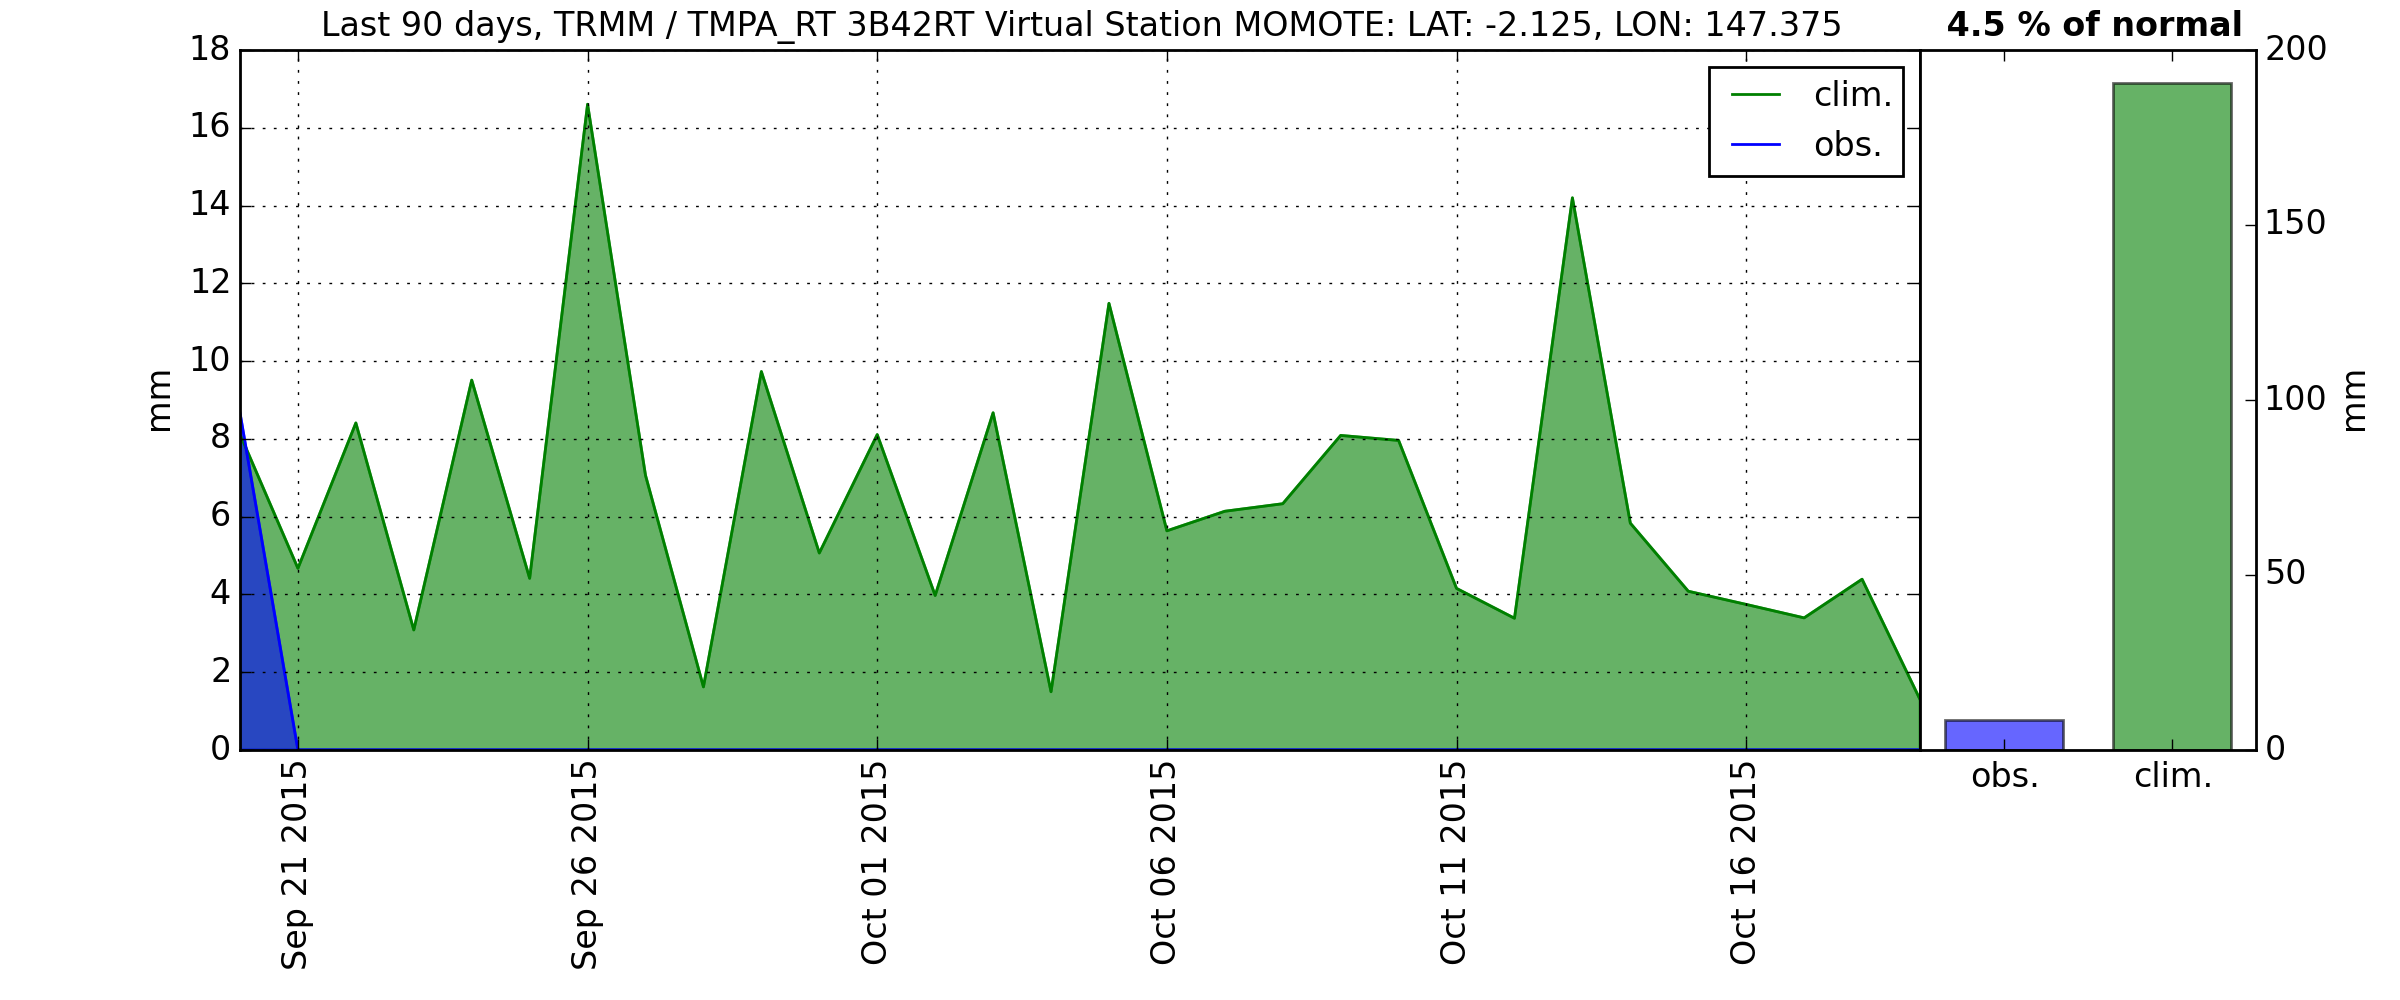 Last 90 days, TRMM / TMPA_RT 3B42RT Virtual Station MOMOTE: LAT: -2.125, LON: 147.375
4.5 % of normal
18
16
14
12
10
8
6
4
2
0
mm
clim.
obs.
Sep 21 2015
Sep 26 2015
Oct 01 2015
Oct 06 2015
Oct 11 2015
Oct 16 2015
200
150
100
50
0
mm
obs.
clim.